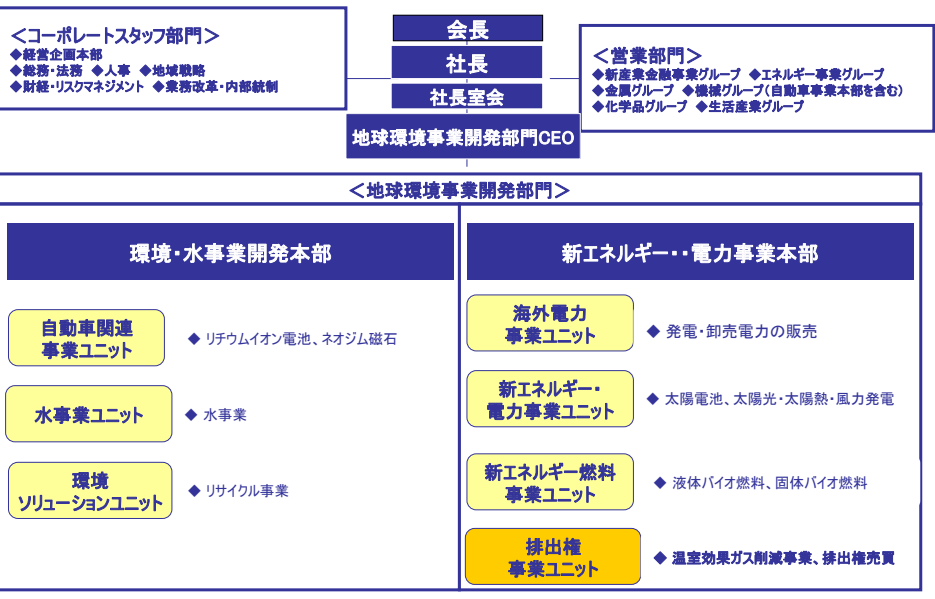 ＜コーポレートスタッフ部門＞
◆経営企画本部
◆総務・法務 ◆人事 ◆地域戦略
◆財経・リスクマネジメント ◆業務改革・内部統制
会長
社長
社長室会
地球環境事業開発部門CEO
＜営業部門＞
◆新産業金融事業グループ ◆エネルギー事業グループ
◆金属グループ ◆機械グループ(自動車事業本部を含む)
◆化学品グループ ◆生活産業グループ
＜地球環境事業開発部門＞
環境・水事業開発本部
自動車関連
事業ユニット
◆ リチウムイオン電池、ネオジム磁石
水事業ユニット
◆ 水事業
環境
ソリューションユニット
◆ リサイクル事業
新エネルギー・・電力事業本部
海外電力
事業ユニット
◆ 発電・卸売電力の販売
新エネルギー・
電力事業ユニット
◆ 太陽電池、太陽光・太陽熱・風力発電
新エネルギー燃料
事業ユニット
◆ 液体バイオ燃料、固体バイオ燃料
排出権
事業ユニット
◆ 温室効果ガス削減事業、排出権売買